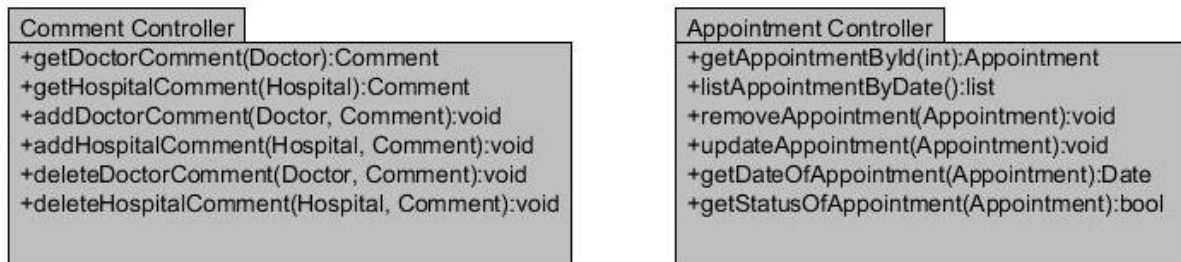 Comment Controller
+getDoctorComment(Doctor):Comment
+getHospitalComment(Hospital):Comment
+addDoctorComment(Doctor, Comment):void
+addHospitalComment(Hospital, Comment):void
+deleteDoctorComment(Doctor, Comment):void
+deleteHospitalComment(Hospital, Comment):void
Appointment Controller
+getAppointmentById(int):Appointment
+listAppointmentByDate():list
+removeAppointment(Appointment):void
+updateAppointment(Appointment):void
+getDateOfAppointment(Appointment):Date
+getStatusOfAppointment(Appointment):bool